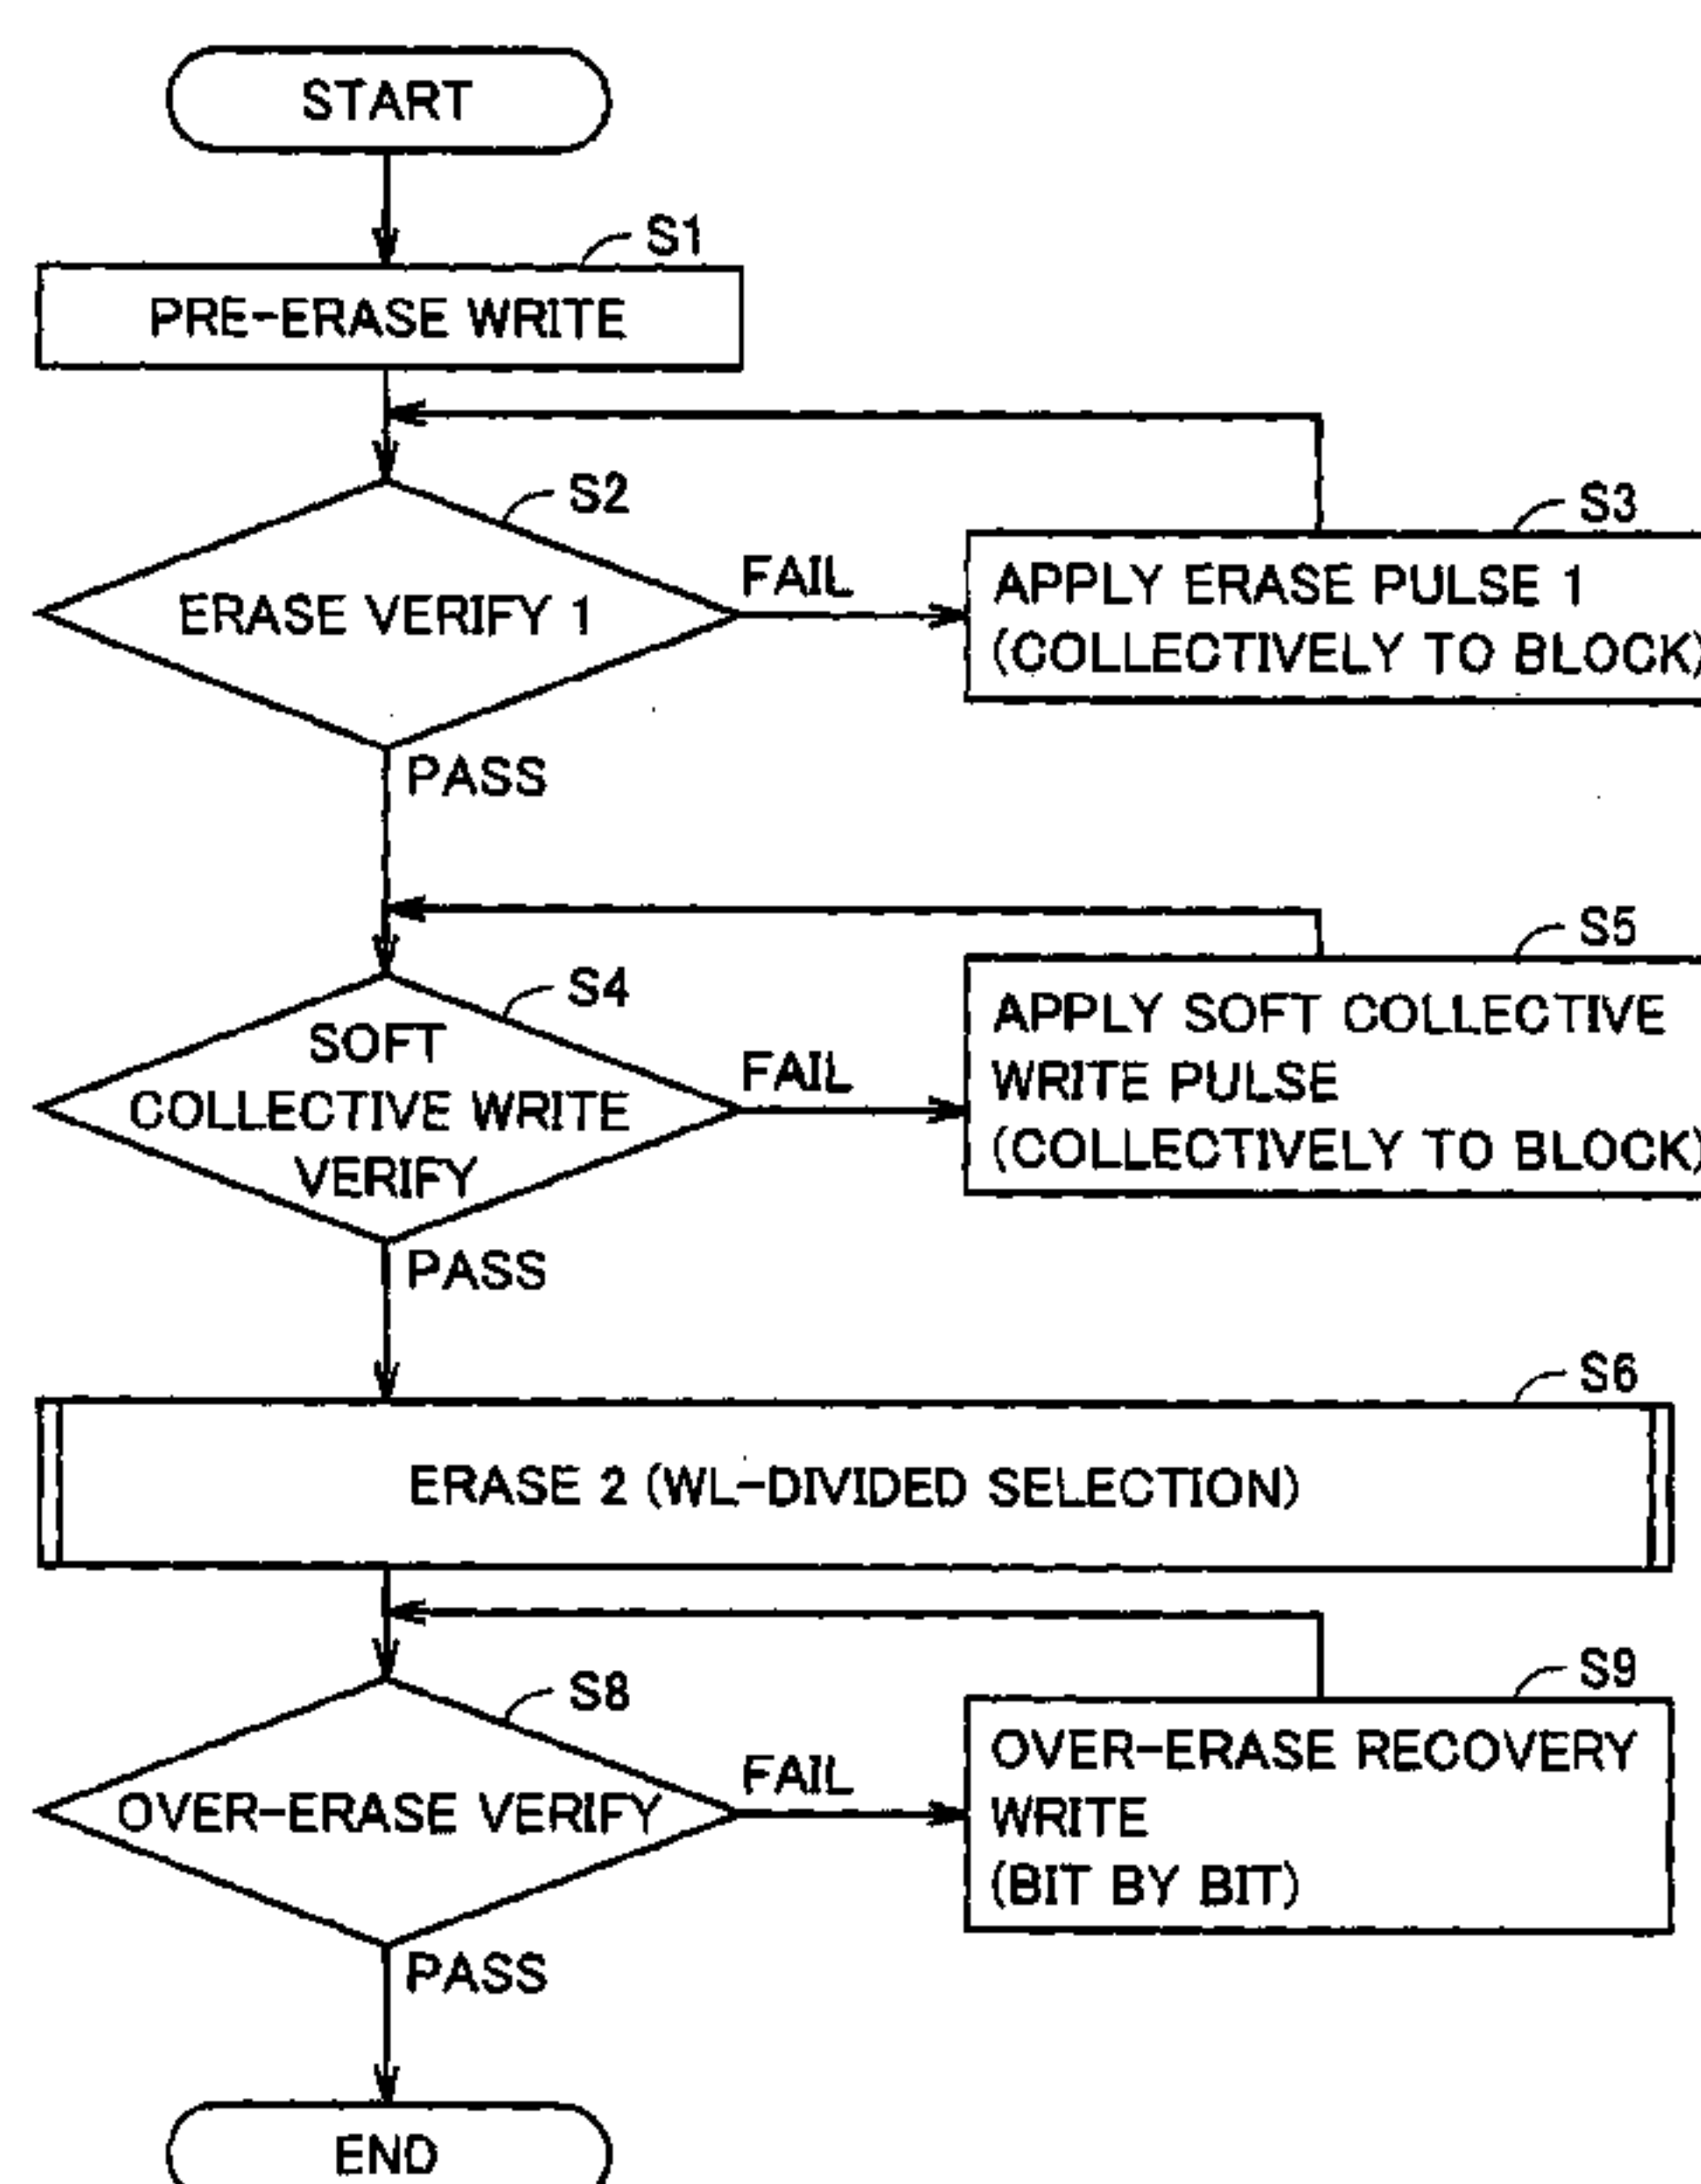 START
S1
PRE-ERASE WRITE
S2
S3
ERASE VERIFY 1
FAIL
APPLY ERASE PULSE 1
(COLLECTIVELY TO BLOCK)
PASS
S4
S5
SOFT
COLLECTIVE WRITE
VERIFY
FAIL
APPLY SOFT COLLECTIVE
WRITE PULSE
(COLLECTIVELY TO BLOCK)
PASS
S6
ERASE 2 (WL-DIVIDED SELECTION)
S8
S9
OVER-ERASE VERIFY
FAIL
OVER-ERASE RECOVERY
WRITE
(BIT BY BIT)
PASS
END